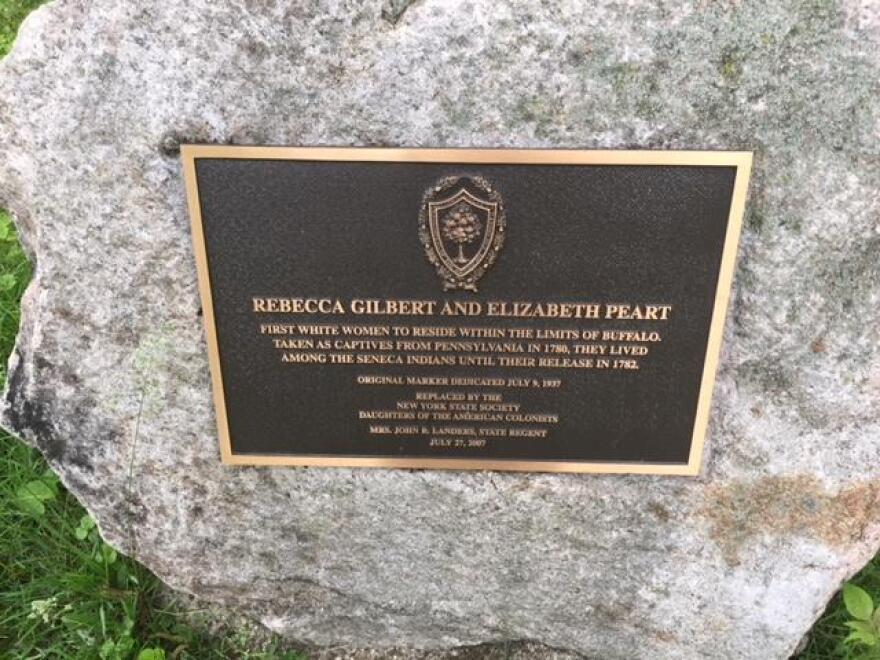 REBECCA GILBERT AND ELIZABETH PEART
FIRST WHITE WOMEN TO RESIDE WITHIN THE LIMITS OF BUFFALO.
TAKEN AS CAPTIVES FROM PENNSYLVANIA IN 1780, THEY LIVED
AMONG THE SENECA INDIANS UNTIL THEIR RELEASE IN 1782.
ORIGINAL MARKER DEDICATED JULY 9, 1937
REPLACED BY THE
NEW YORK STATE SOCIETY
DAUGHTERS OF THE AMERICAN COLONISTS
MRS. JOHN R. LANDERS, STATE REGENT
JULY 27, 2007